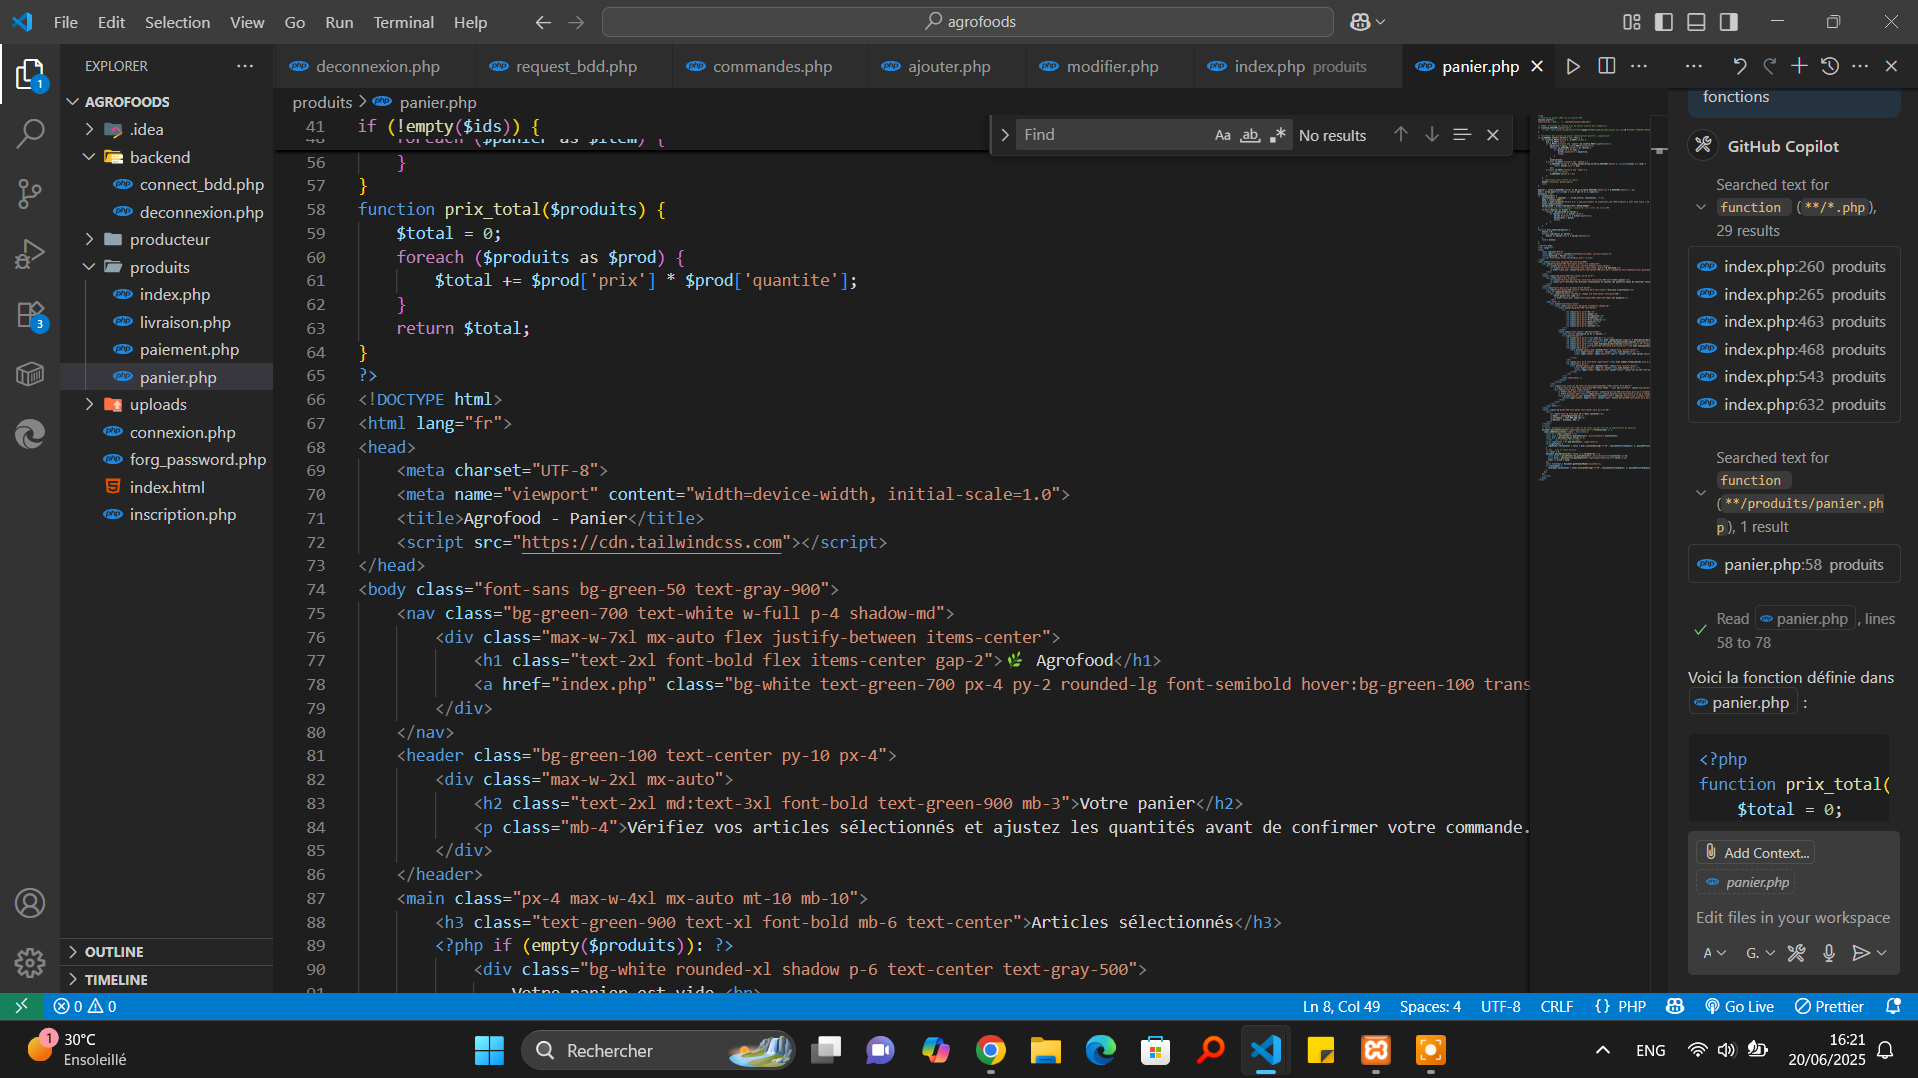 File Edit Selection View Go Run Terminal Help
agrofoods
EXPLORER
AGROFOODS
.idea
backend
connect_bdd.php
deconnexion.php
producteur
produits
index.php
livraison.php
paiement.php
panier.php
uploads
connexion.php
forg_password.php
index.html
inscription.php
OUTLINE
TIMELINE
deconnexion.php request_bdd.php commandes.php ajouter.php modifier.php index.php produits panier.php
produits > panier.php
Find
Aa ab No results
41 if (!empty($ids)) {
48 foreach ($panier as $item) {
56 }
57 }
58 function prix_total($produits) {
59 $total = 0;
60 foreach ($produits as $prod) {
61 $total += $prod['prix'] * $prod['quantite'];
62 }
63 return $total;
64 }
65 ?>
66 <!DOCTYPE html>
67 <html lang="fr">
68 <head>
69 <meta charset="UTF-8">
70 <meta name="viewport" content="width=device-width, initial-scale=1.0">
71 <title>Agrofood - Panier</title>
72 <script src="https://cdn.tailwindcss.com"></script>
73 </head>
74 <body class="font-sans bg-green-50 text-gray-900">
75 <nav class="bg-green-700 text-white w-full p-4 shadow-md">
76 <div class="max-w-7xl mx-auto flex justify-between items-center">
77 <h1 class="text-2xl font-bold flex items-center gap-2">🌿 Agrofood</h1>
78 <a href="index.php" class="bg-white text-green-700 px-4 py-2 rounded-lg font-semibold hover:bg-green-100 trans
79 </div>
80 </nav>
81 <header class="bg-green-100 text-center py-10 px-4">
82 <div class="max-w-2xl mx-auto">
83 <h2 class="text-2xl md:text-3xl font-bold text-green-900 mb-3">Votre panier</h2>
84 <p class="mb-4">Vérifiez vos articles sélectionnés et ajustez les quantités avant de confirmer votre commande.
85 </div>
86 </header>
87 <main class="px-4 max-w-4xl mx-auto mt-10 mb-10">
88 <h3 class="text-green-900 text-xl font-bold mb-6 text-center">Articles sélectionnés</h3>
89 <?php if (empty($produits)): ?>
90 <div class="bg-white rounded-xl shadow p-6 text-center text-gray-500">
91 Votre panier est vide.<br>
fonctions
GitHub Copilot
Searched text for
function (**/*.php),
29 results
index.php:260 produits
index.php:265 produits
index.php:463 produits
index.php:468 produits
index.php:543 produits
index.php:632 produits
Searched text for
function
(**/produits/panier.ph
p), 1 result
panier.php:58 produits
Read panier.php, lines
58 to 78
Voici la fonction définie dans
panier.php :
<?php
function prix_total(
$total = 0;
Add Context...
panier.php
Edit files in your workspace
A G.
0 0
Ln 8, Col 49 Spaces: 4 UTF-8 CRLF {} PHP Go Live Prettier
1
3
1
30°C
Ensoleillé
Rechercher
ENG
16:21
20/06/2025